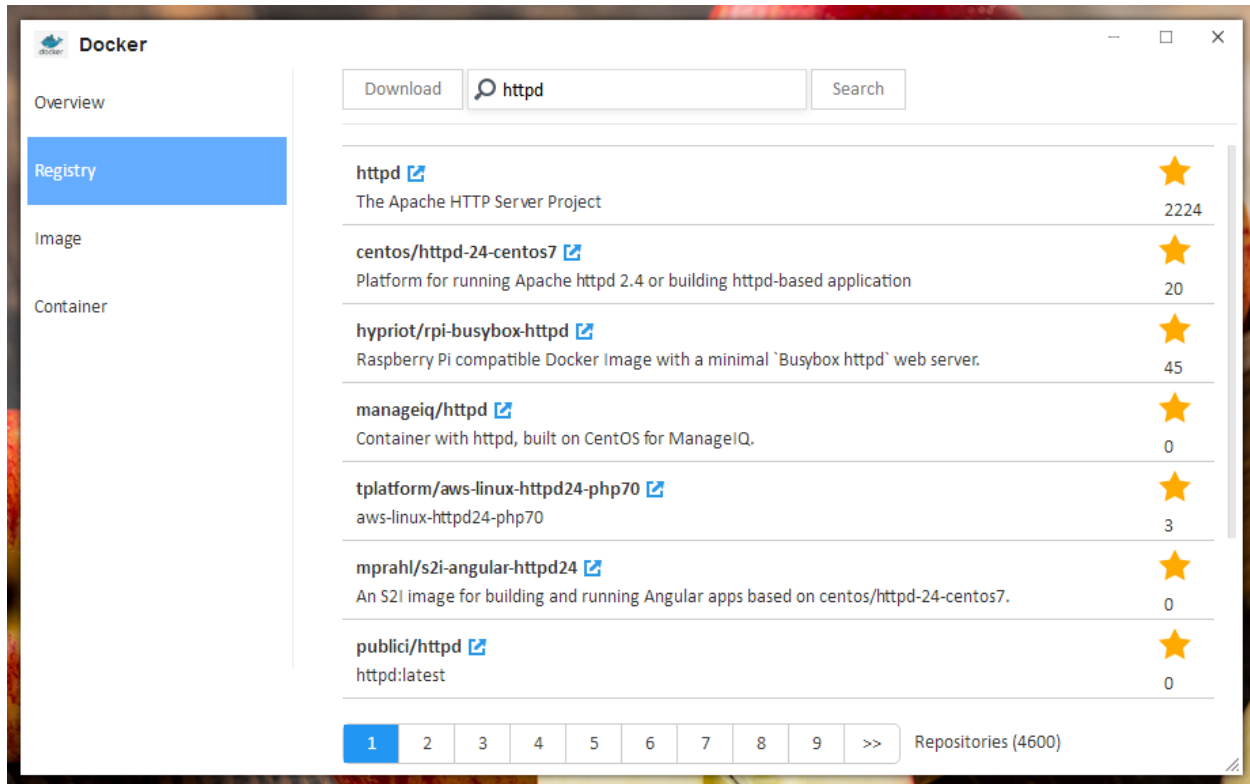 docker
Docker
Overview
Registry
Image
Container
Download
httpd
Search
httpd
The Apache HTTP Server Project
2224
centos/httpd-24-centos7
Platform for running Apache httpd 2.4 or building httpd-based application
20
hypriot/rpi-busybox-httpd
Raspberry Pi compatible Docker Image with a minimal `Busybox httpd` web server.
45
manageiq/httpd
Container with httpd, built on CentOS for ManageIQ.
0
tplatform/aws-linux-httpd24-php70
aws-linux-httpd24-php70
3
mprahl/s2i-angular-httpd24
An S2I image for building and running Angular apps based on centos/httpd-24-centos7.
0
publici/httpd
httpd:latest
0
1 2 3 4 5 6 7 8 9 >> Repositories (4600)